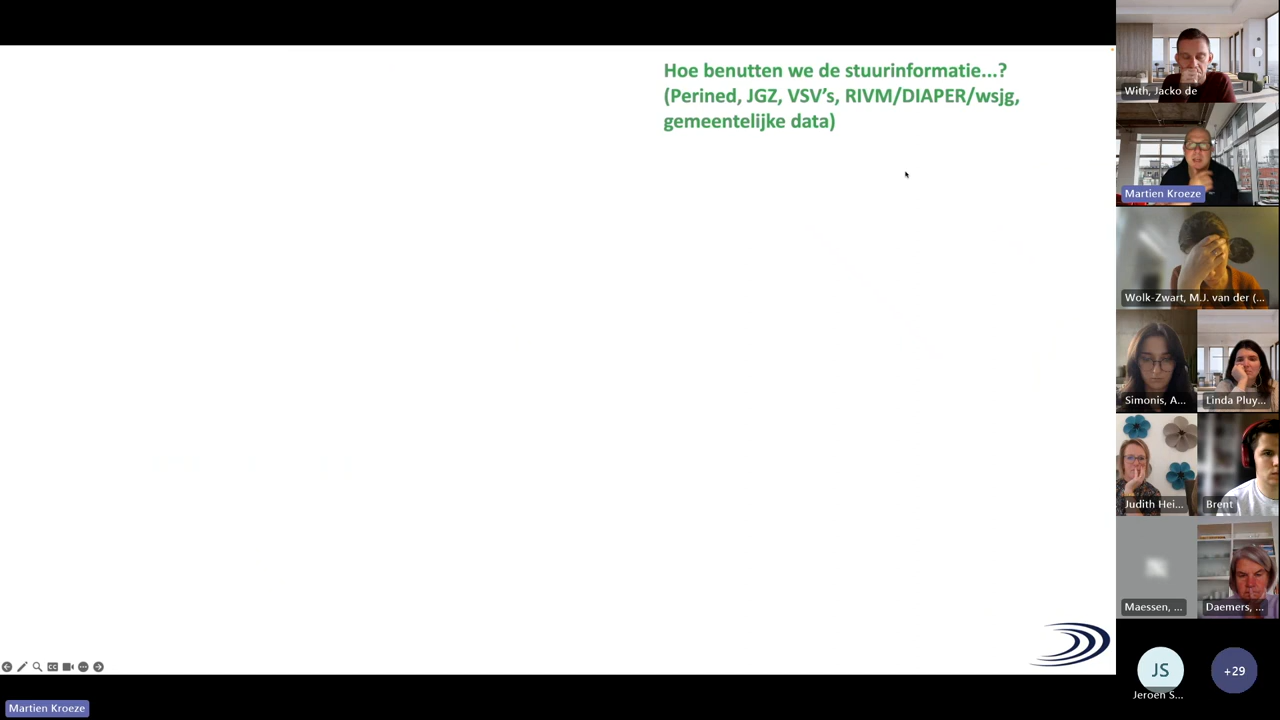 Hoe benutten we de stuurinformatie...?
(Perined, JGZ, VSV’s, RIVM/DIAPER/wsjg,
gemeentelijke data)
With, Jacko de
Martien Kroeze
Wolk-Zwart, M.J. van der (...
Simonis, A...
Linda Pluy...
Judith Hei...
Brent
Maessen, ...
Daemers, ...
JS
Jeroen S...
+29
CC
Martien Kroeze